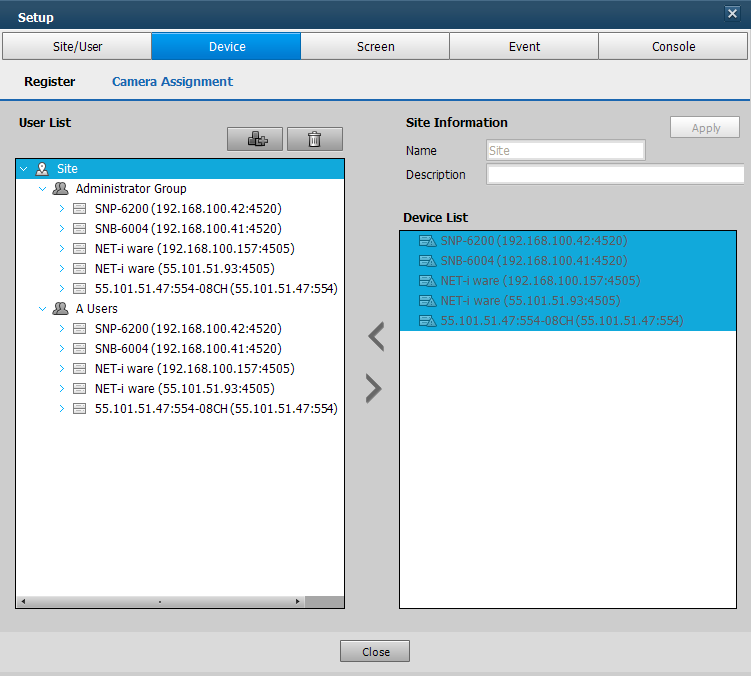 Setup
Site/User
Device
Screen
Event
Console
Register
Camera Assignment
User List
Site
Administrator Group
SNP-6200 (192.168.100.42:4520)
SNB-6004 (192.168.100.41:4520)
NET-i ware (192.168.100.157:4505)
NET-i ware (55.101.51.93:4505)
55.101.51.47:554-08CH (55.101.51.47:554)
A Users
SNP-6200 (192.168.100.42:4520)
SNB-6004 (192.168.100.41:4520)
NET-i ware (192.168.100.157:4505)
NET-i ware (55.101.51.93:4505)
55.101.51.47:554-08CH (55.101.51.47:554)
Site Information
Apply
Name
Site
Description
Device List
SNP-6200 (192.168.100.42:4520)
SNB-6004 (192.168.100.41:4520)
NET-i ware (192.168.100.157:4505)
NET-i ware (55.101.51.93:4505)
55.101.51.47:554-08CH (55.101.51.47:554)
Close